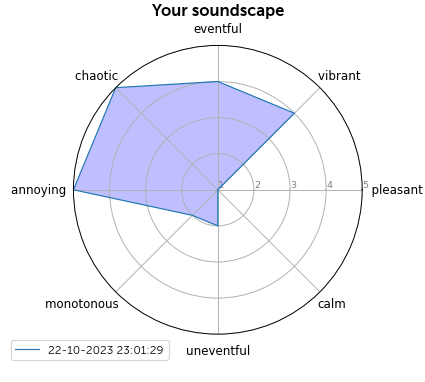 Your soundscape
eventful
chaotic
vibrant
annoying
1 2 3 4 5
pleasant
monotonous
calm
uneventful
22-10-2023 23:01:29